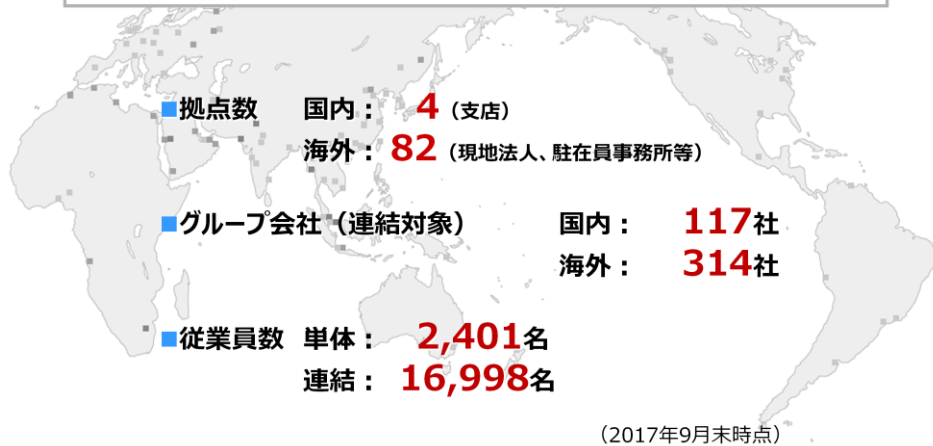 ■拠点数 国内： 4（支店）
海外：82（現地法人、駐在員事務所等）
■グループ会社（連結対象） 国内： 117社
海外： 314社
■従業員数 単体： 2,401名
連結： 16,998名
（2017年9月末時点）